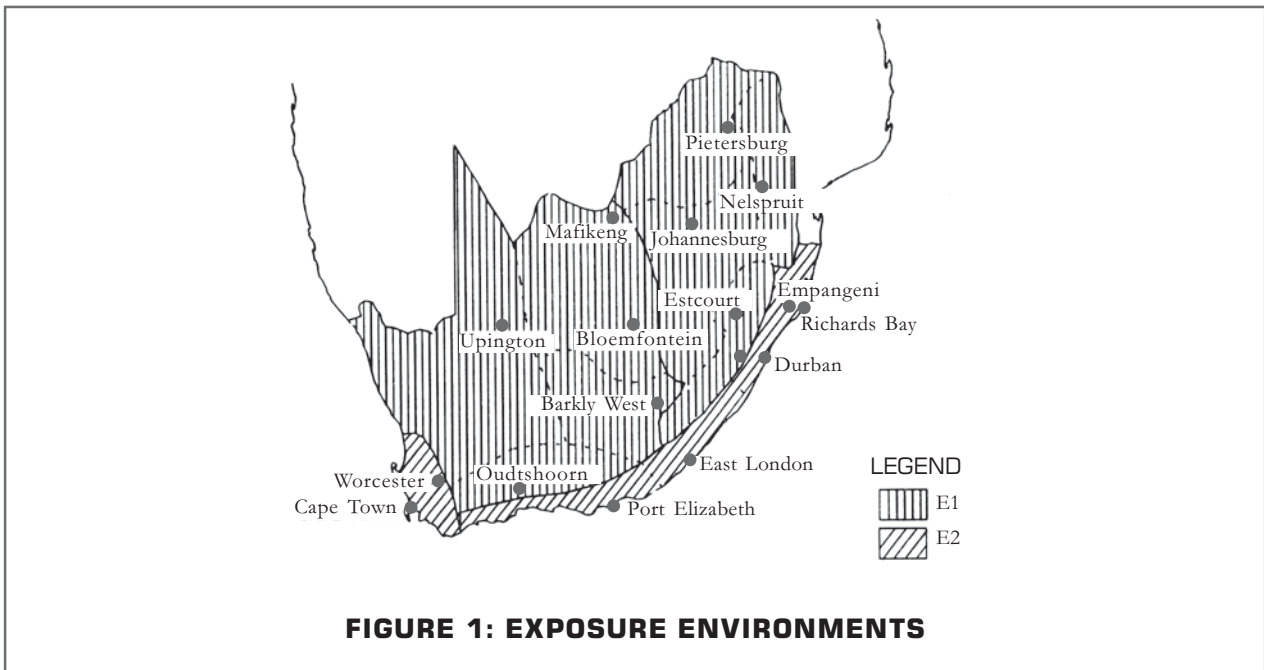 Pietersburg
Nelspruit
Mafikeng
Johannesburg
Empangeni
Estcourt
Richards Bay
Upington
Bloemfontein
Durban
Barkly West
East London
LEGEND
Oudtshoorn
Worcester
E1
Cape Town
Port Elizabeth
E2
FIGURE 1: EXPOSURE ENVIRONMENTS